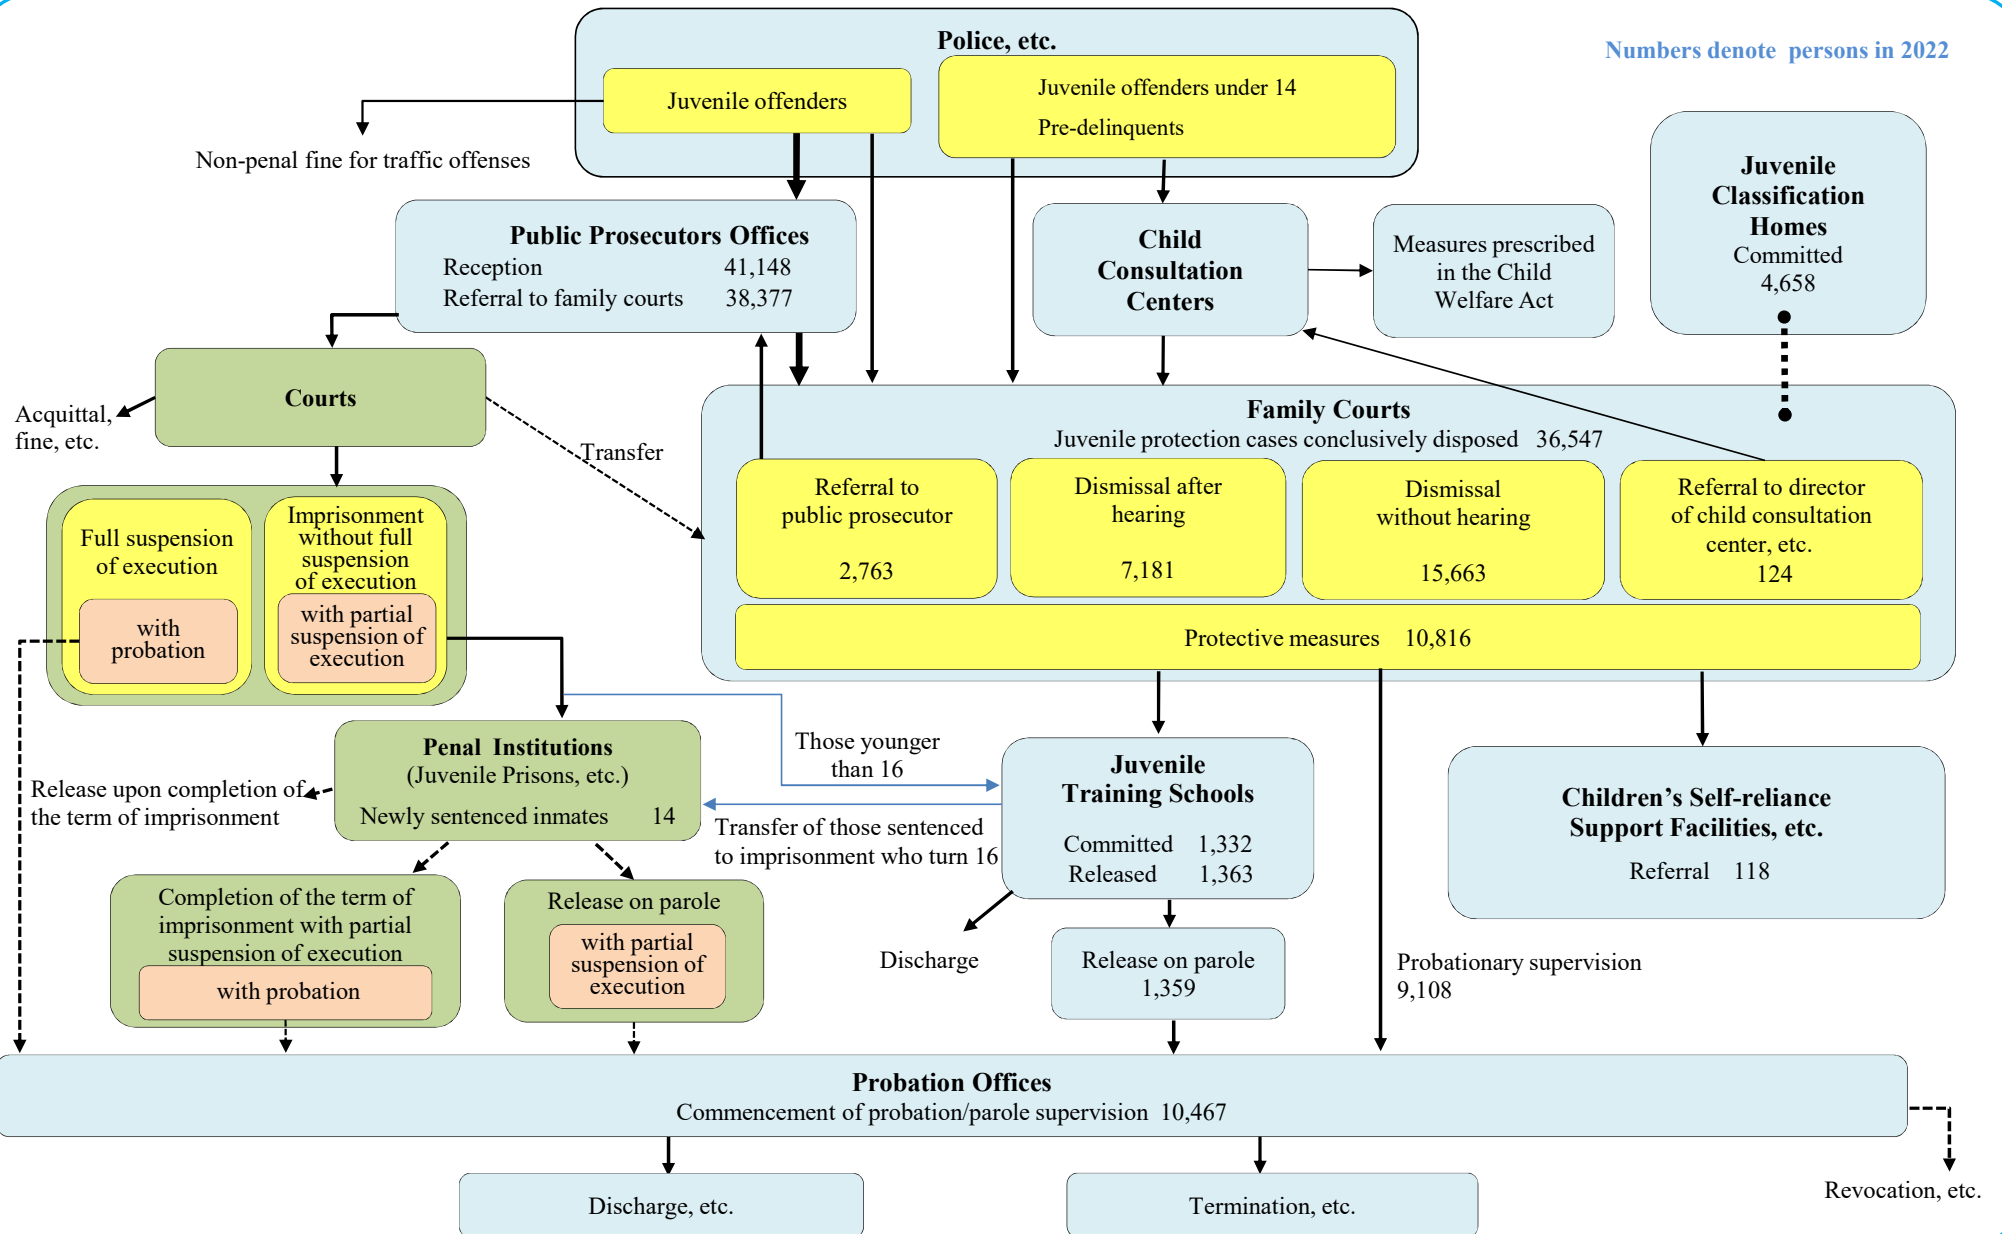 Police, etc.
Numbers denote persons in 2022
Juvenile offenders
Juvenile offenders under 14
Pre-delinquents
Non-penal fine for traffic offenses
Juvenile
Classification
Homes
Committed
4,658
Public Prosecutors Offices
Reception 41,148
Referral to family courts 38,377
Child
Consultation
Centers
Measures prescribed
in the Child
Welfare Act
Courts
Acquittal,
fine, etc.
Transfer
Family Courts
Juvenile protection cases conclusively disposed 36,547
Referral to
public prosecutor
2,763
Dismissal after
hearing
7,181
Dismissal
without hearing
15,663
Referral to director
of child consultation
center, etc.
124
Protective measures 10,816
Full suspension
of execution
with
probation
Imprisonment
without full
suspension
of execution
with partial
suspension of
execution
Penal Institutions
(Juvenile Prisons, etc.)
Newly sentenced inmates 14
Those younger
than 16
Transfer of those sentenced
to imprisonment who turn 16
Juvenile
Training Schools
Committed 1,332
Released 1,363
Children’s Self-reliance
Support Facilities, etc.
Referral 118
Release upon completion of
the term of imprisonment
Completion of the term of
imprisonment with partial
suspension of execution
with probation
Release on parole
with partial
suspension of
execution
Discharge
Release on parole
1,359
Probationary supervision
9,108
Probation Offices
Commencement of probation/parole supervision 10,467
Discharge, etc.
Termination, etc.
Revocation, etc.